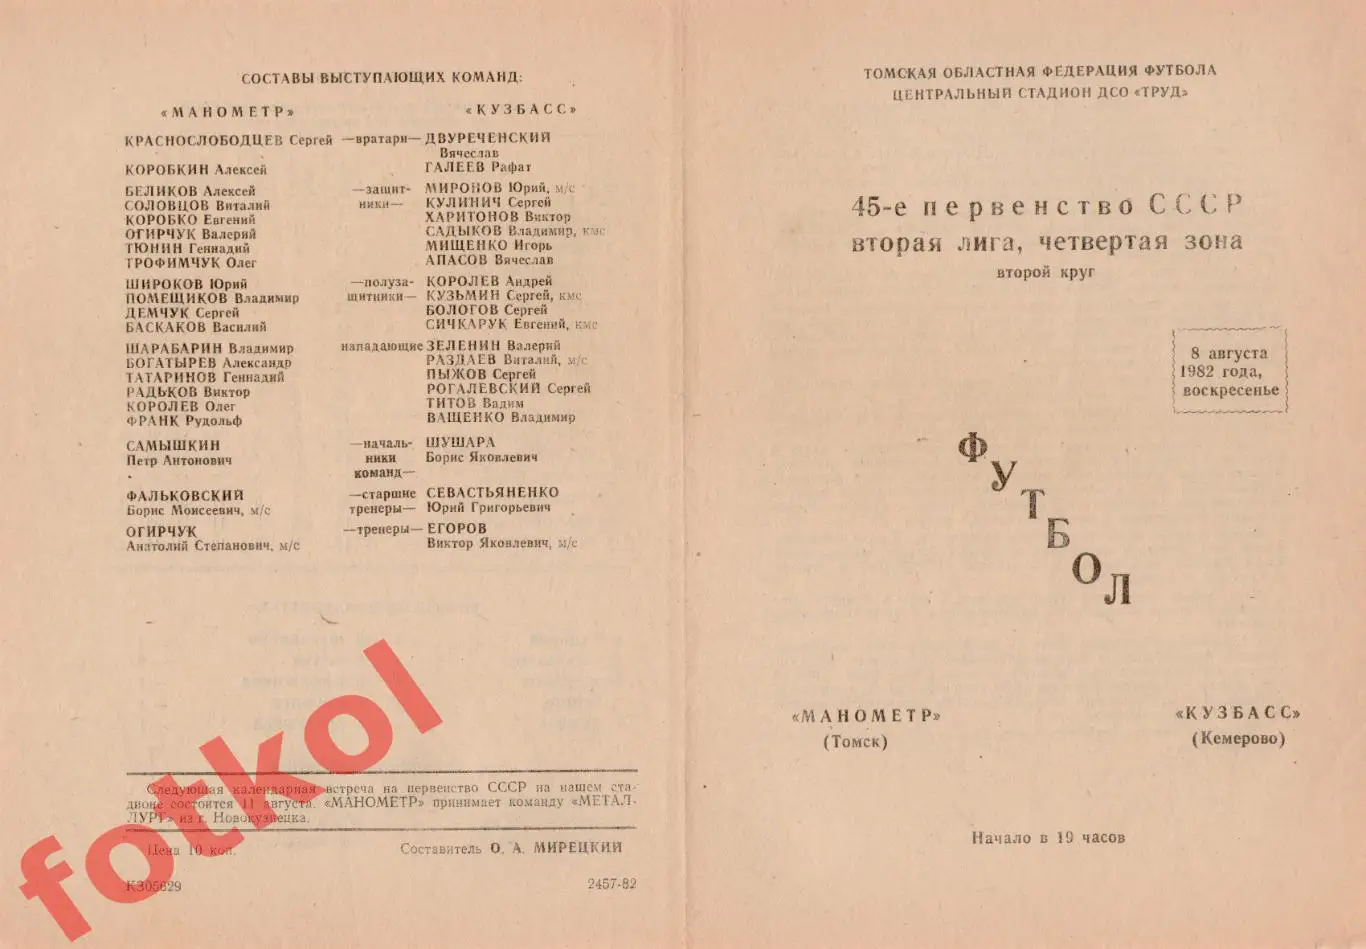 СОСТАВЫ ВЫСТУПАЮЩИХ КОМАНД:
«МАНОМЕТР» «КУЗБАСС»
КРАСНОСЛОБОДЦЕВ Сергей —вратари— ДВУРЕЧЕНСКИЙ
Вячеслав
КОРОБКИН Алексей ГАЛЕЕВ Рафат
БЕЛИКОВ Алексей —защит- МИРОНОВ Юрий, м/с
СОЛОВЦОВ Виталий ники— КУЛИНИЧ Сергей
КОРОБКО Евгений ХАРИТОНОВ Виктор
ОГИРЧУК Валерий САДЫКОВ Владимир, кмс
ТЮНИН Геннадий МИЩЕНКО Игорь
ТРОФИМЧУК Олег АПАСОВ Вячеслав
ШИРОКОВ Юрий —полуза- КОРОЛЕВ Андрей
ПОМЕЩИКОВ Владимир щитники— КУЗЬМИН Сергей, кмс
ДЕМЧУК Сергей БОЛОГОВ Сергей
БАСКАКОВ Василий СИЧКАРУК Евгений, кмс
ШАРАБАРИН Владимир нападающие ЗЕЛЕНИН Валерий
БОГАТЫРЕВ Александр РАЗДАЕВ Виталий, м/с
ТАТАРИНОВ Геннадий ПЫЖОВ Сергей
РАДЬКОВ Виктор РОГАЛЕВСКИЙ Сергей
КОРОЛЕВ Олег ТИТОВ Вадим
ФРАНК Рудольф ВАЩЕНКО Владимир
САМЫШКИН —началь- ШУШАРА
Петр Антонович ники Борис Яковлевич
команд—
ФАЛЬКОВСКИЙ —старшие СЕВАСТЬЯНЕНКО
Борис Моисеевич, м/с тренеры— Юрий Григорьевич
ОГИРЧУК —тренеры— ЕГОРОВ
Анатолий Степанович, м/с Виктор Яковлевич, м/с
Следующая календарная встреча на первенство СССР на нашем ста-
дионе состоится 11 августа. «МАНОМЕТР» принимает команду «МЕТАЛ-
ЛУРГ» из г. Новокузнецка.
Цена 10 коп. Составитель О. А. МИРЕЦКИЙ
К305629 2457-82
fotkol
ТОМСКАЯ ОБЛАСТНАЯ ФЕДЕРАЦИЯ ФУТБОЛА
ЦЕНТРАЛЬНЫЙ СТАДИОН ДСО «ТРУД»
45-е первенство СССР
вторая лига, четвертая зона
второй круг
8 августа
1982 года,
воскресенье
ФУТБОЛ
«МАНОМЕТР» «КУЗБАСС»
(Томск) (Кемерово)
Начало в 19 часов